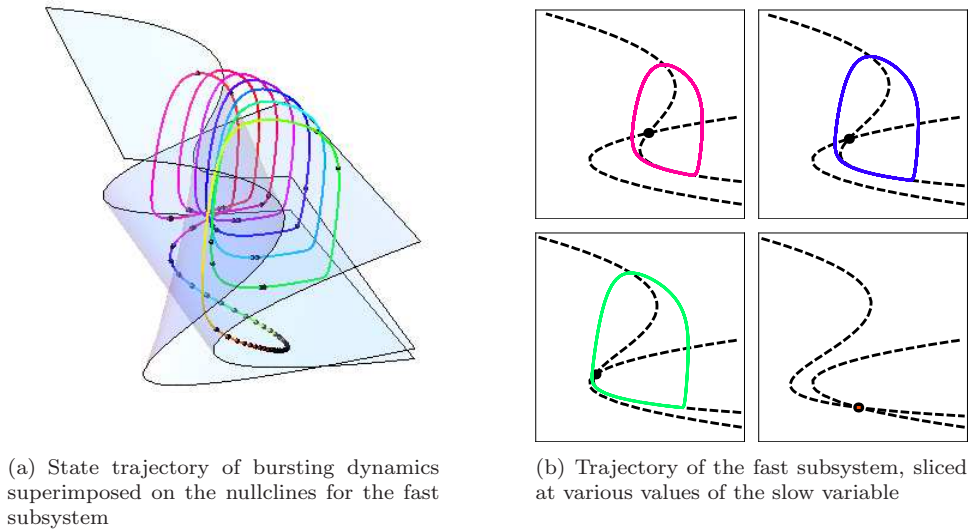 (a) State trajectory of bursting dynamics
superimposed on the nullclines for the fast
subsystem
(b) Trajectory of the fast subsystem, sliced
at various values of the slow variable